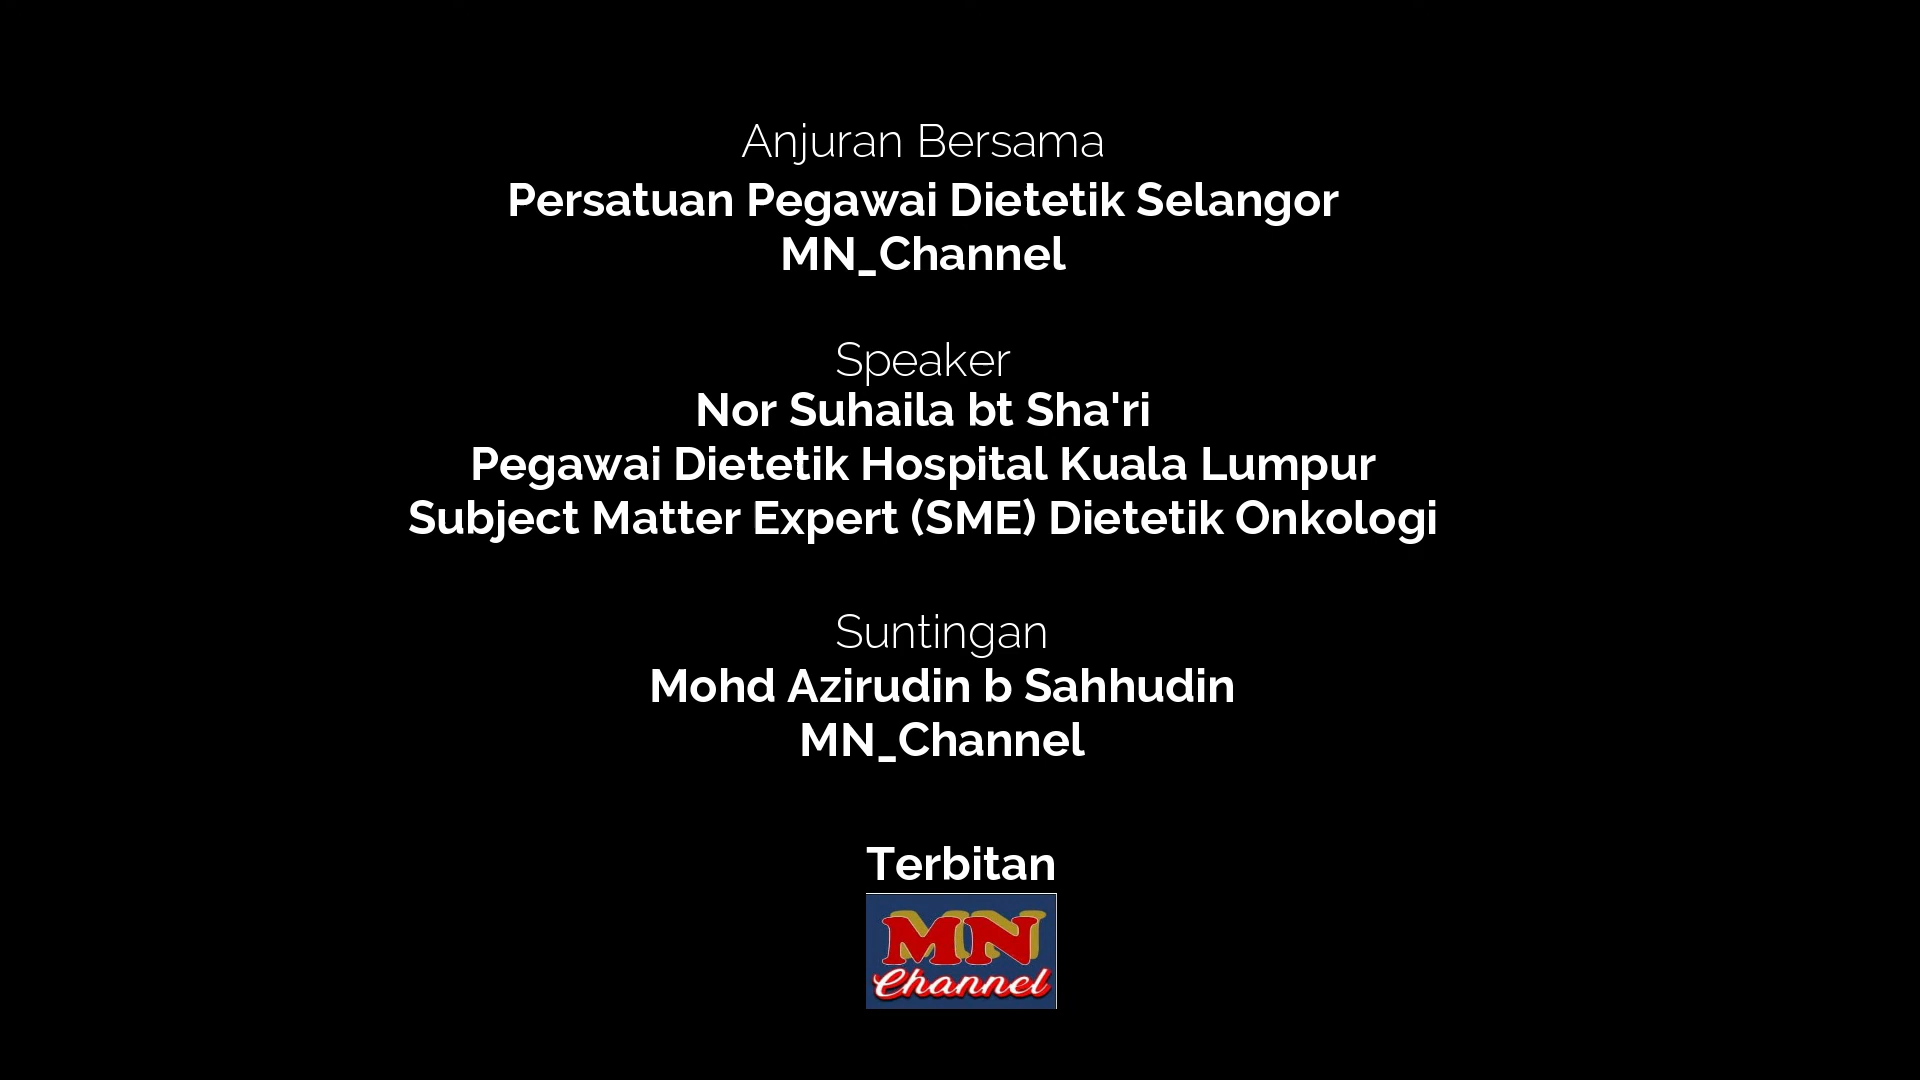 Anjuran Bersama
Persatuan Pegawai Dietetik Selangor
MN_Channel
Speaker
Nor Suhaila bt Sha'ri
Pegawai Dietetik Hospital Kuala Lumpur
Subject Matter Expert (SME) Dietetik Onkologi
Suntingan
Mohd Azirudin b Sahhudin
MN_Channel
Terbitan
MN
Channel